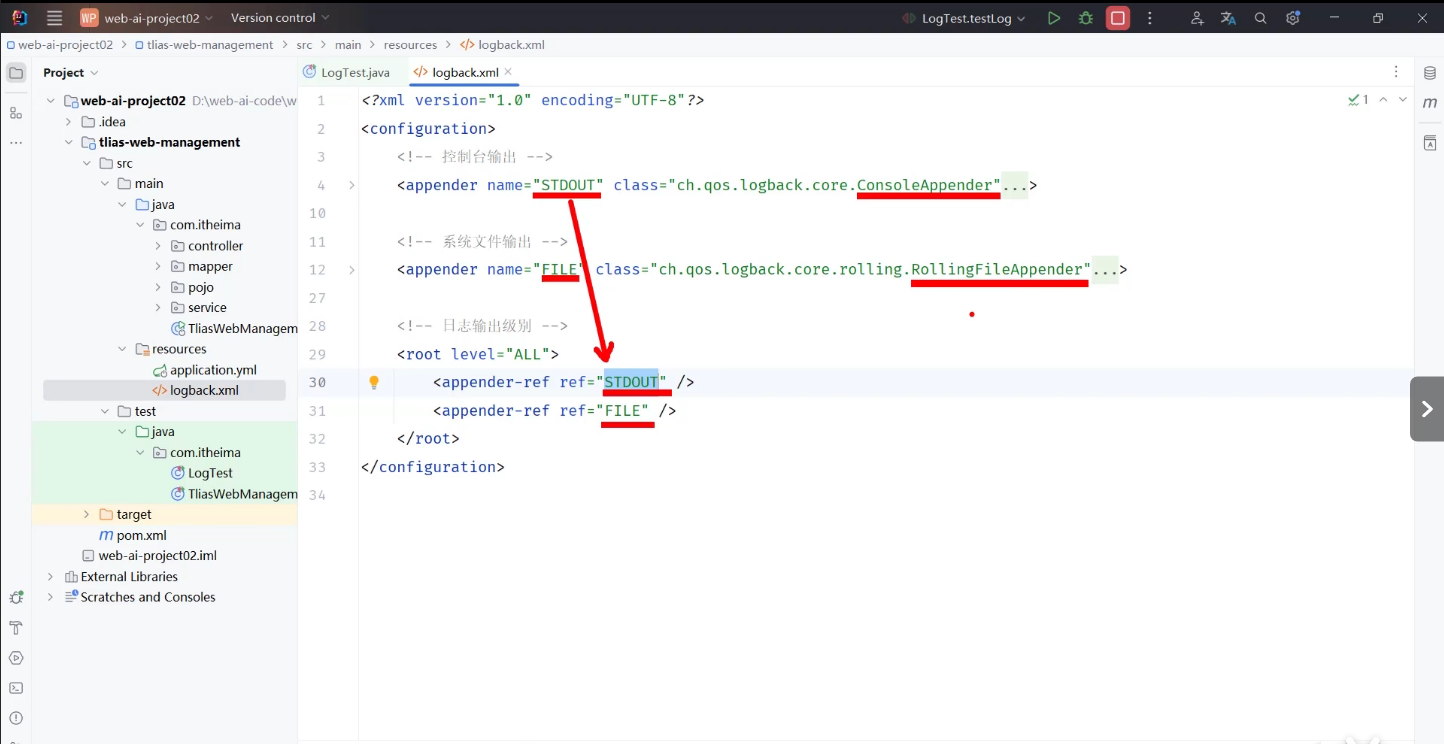 WP web-ai-project02 Version control LogTest.testLog
web-ai-project02 > tlias-web-management > src > main > resources > </> logback.xml
Project
LogTest.java </> logback.xml
web-ai-project02 D:\web-ai-code\w
.idea
tlias-web-management
src
main
java
com.itheima
controller
mapper
pojo
service
TliasWebManagem
resources
application.yml
</> logback.xml
test
java
com.itheima
LogTest
TliasWebManagem
target
m pom.xml
web-ai-project02.iml
External Libraries
Scratches and Consoles
1 <?xml version="1.0" encoding="UTF-8"?>
2 <configuration>
3 <!-- 控制台输出 -->
4 <appender name="STDOUT" class="ch.qos.logback.core.ConsoleAppender"...>
10
11 <!-- 系统文件输出 -->
12 <appender name="FILE" class="ch.qos.logback.core.rolling.RollingFileAppender"...>
27
28 <!-- 日志输出级别 -->
29 <root level="ALL">
30 <appender-ref ref="STDOUT" />
31 <appender-ref ref="FILE" />
32 </root>
33 </configuration>
34
1
m